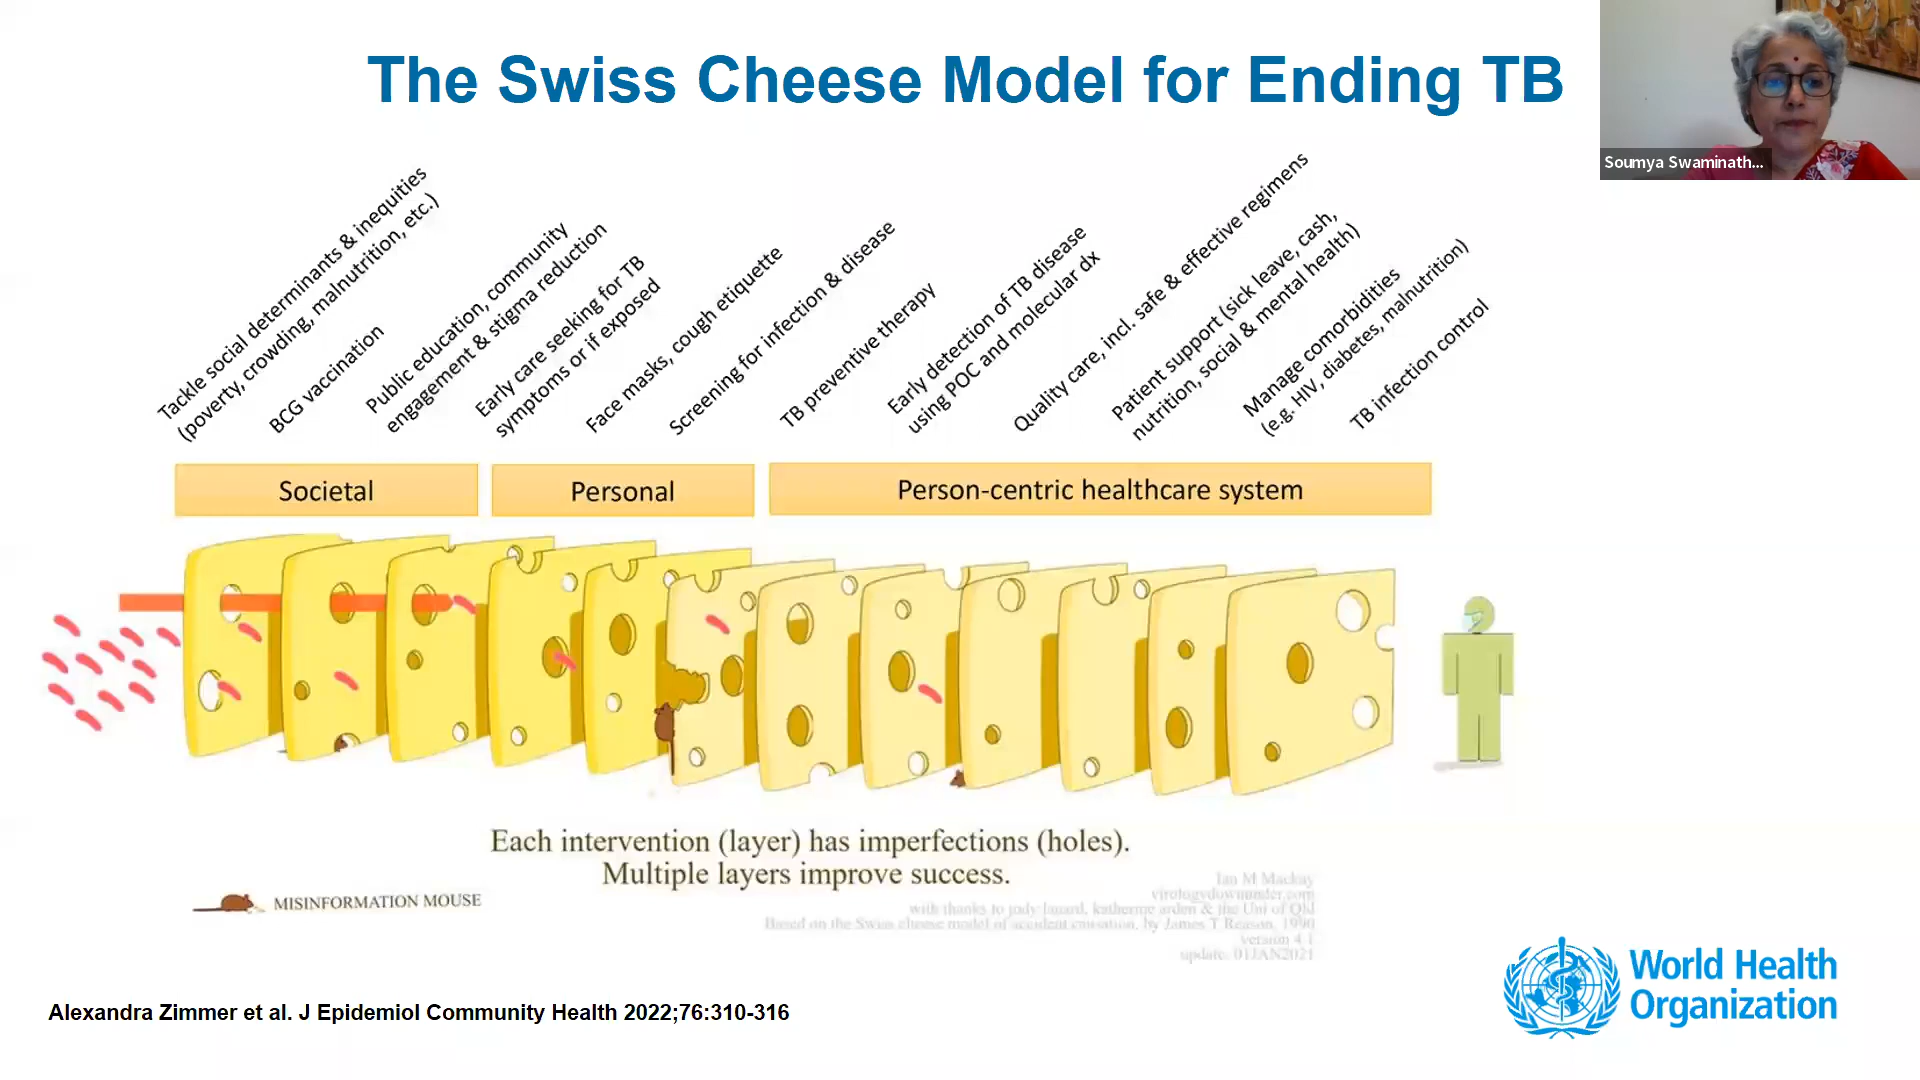 The Swiss Cheese Model for Ending TB
Soumya Swaminath...
Tackle social determinants & inequities
(poverty, crowding, malnutrition, etc.)
BCG vaccination
Public education, community
engagement & stigma reduction
Early care seeking for TB
symptoms or if exposed
Face masks, cough etiquette
Screening for infection & disease
TB preventive therapy
Early detection of TB disease
using POC and molecular dx
Quality care, incl. safe & effective regimens
Patient support (sick leave, cash,
nutrition, social & mental health)
Manage comorbidities
(e.g. HIV, diabetes, malnutrition)
TB infection control
Societal
Personal
Person-centric healthcare system
Each intervention (layer) has imperfections (holes).
Multiple layers improve success.
MISINFORMATION MOUSE
Ian M Mackay
virologydownunder.com
with thanks to jody lanard, katherine arden & the Uni of Qld
Based on the Swiss cheese model of accident causation, by James T Reason, 1990
version 4.1
update: 01JAN2021
World Health
Organization
Alexandra Zimmer et al. J Epidemiol Community Health 2022;76:310-316